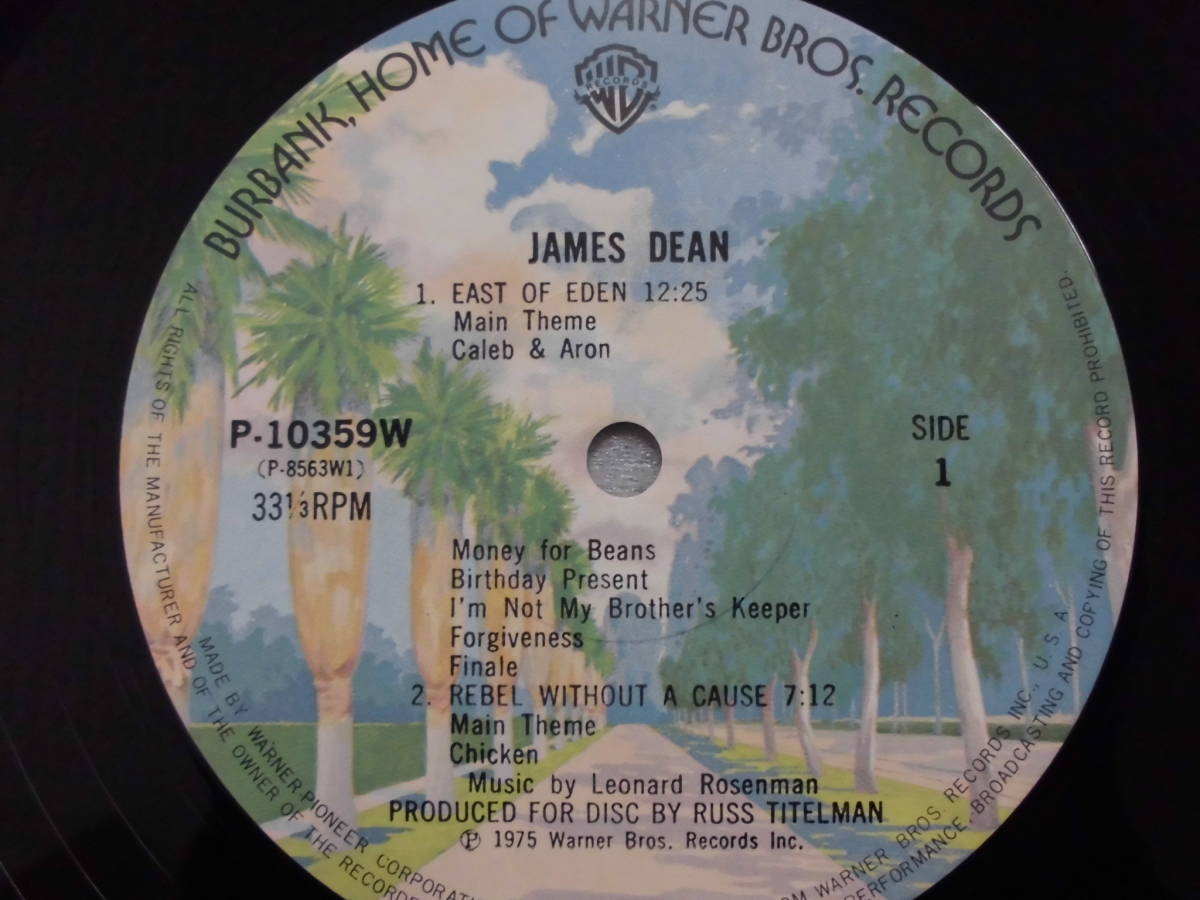 BURBANK, HOME OF WARNER BROS. RECORDS
W
RECORDS
JAMES DEAN
1. EAST OF EDEN 12:25
Main Theme
Caleb & Aron
P-10359W
(P-8563W1)
33⅓RPM
SIDE
1
Money for Beans
Birthday Present
I'm Not My Brother's Keeper
Forgiveness
Finale
2. REBEL WITHOUT A CAUSE 7:12
Main Theme
Chicken
Music by Leonard Rosenman
PRODUCED FOR DISC BY RUSS TITELMAN
Ⓟ 1975 Warner Bros. Records Inc.
ALL RIGHTS OF THE MANUFACTURER AND OF THE OWNER OF THE
PERFORMANCE, BROADCASTING AND COPYING OF THIS RECORD PROHIBITED.
MADE BY WARNER-PIONEER
WARNER BROS. RECORDS INC., U. S. A.